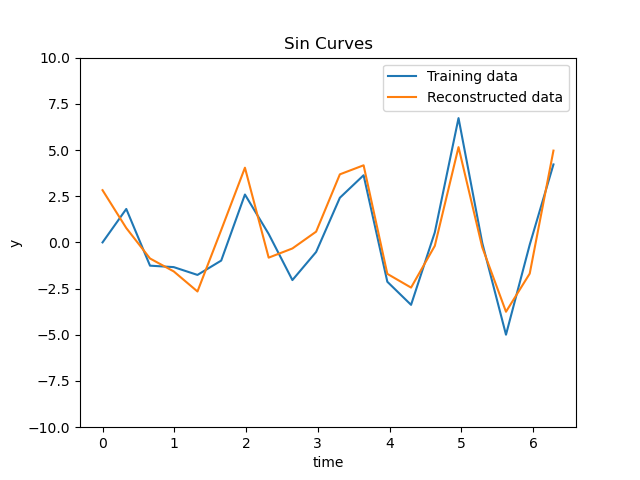 Sin Curves
Training data
Reconstructed data
10.0
7.5
5.0
2.5
0.0
−2.5
−5.0
−7.5
−10.0
y
0 1 2 3 4 5 6
time